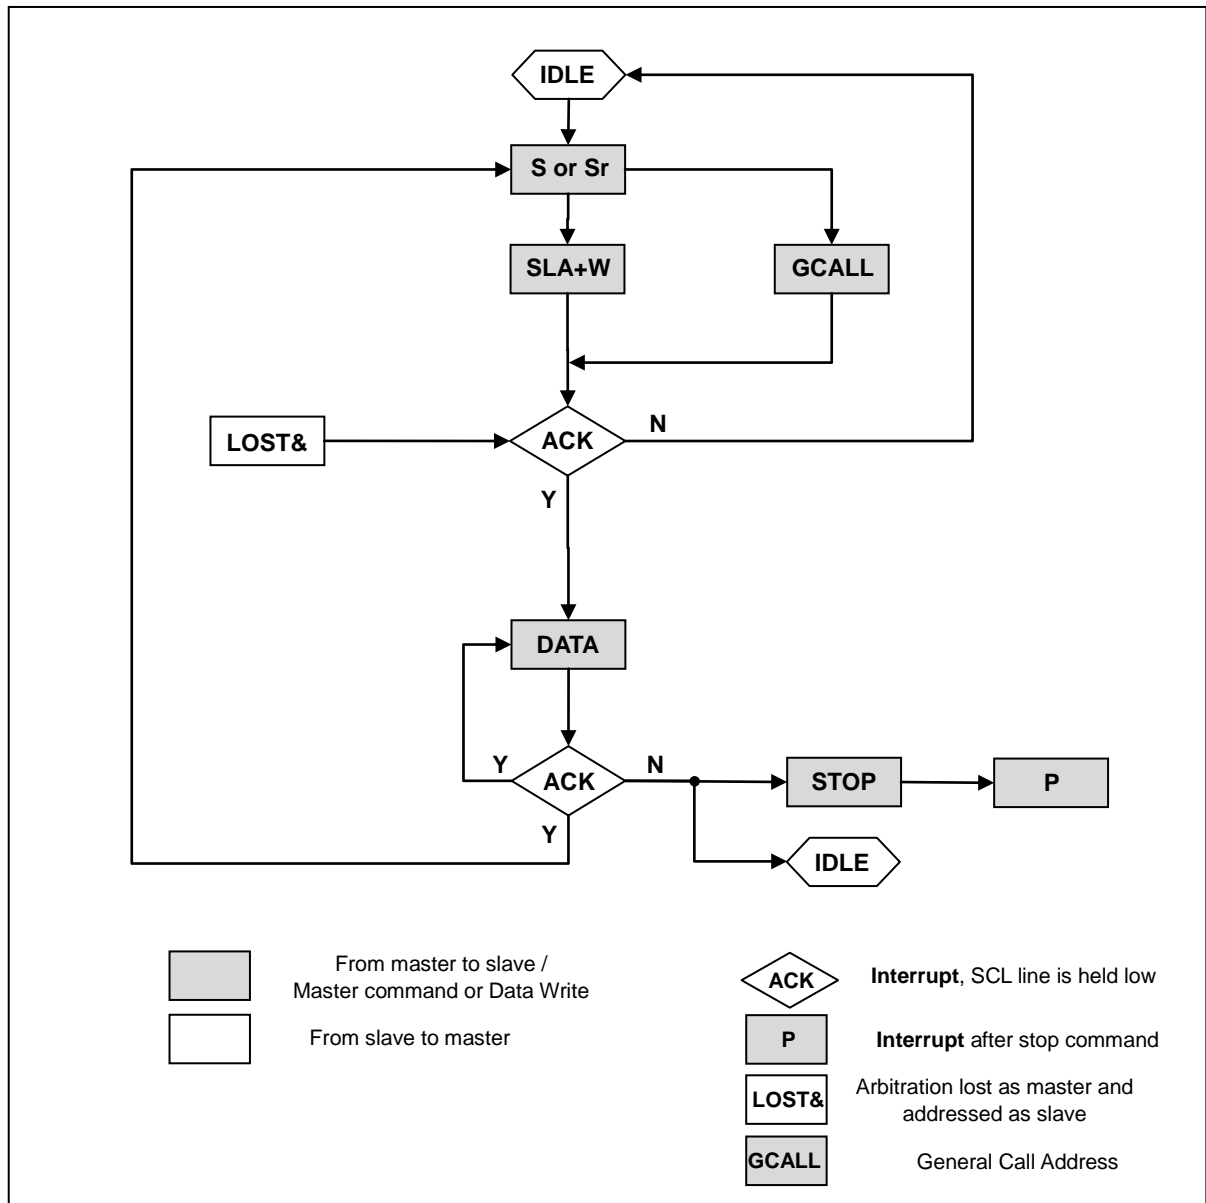 IDLE
S or Sr
SLA+W
GCALL
LOST&
ACK
N
Y
DATA
Y
ACK
N
STOP
P
Y
IDLE
From master to slave /
Master command or Data Write
From slave to master
ACK
Interrupt, SCL line is held low
P
Interrupt after stop command
LOST&
Arbitration lost as master and
addressed as slave
GCALL
General Call Address